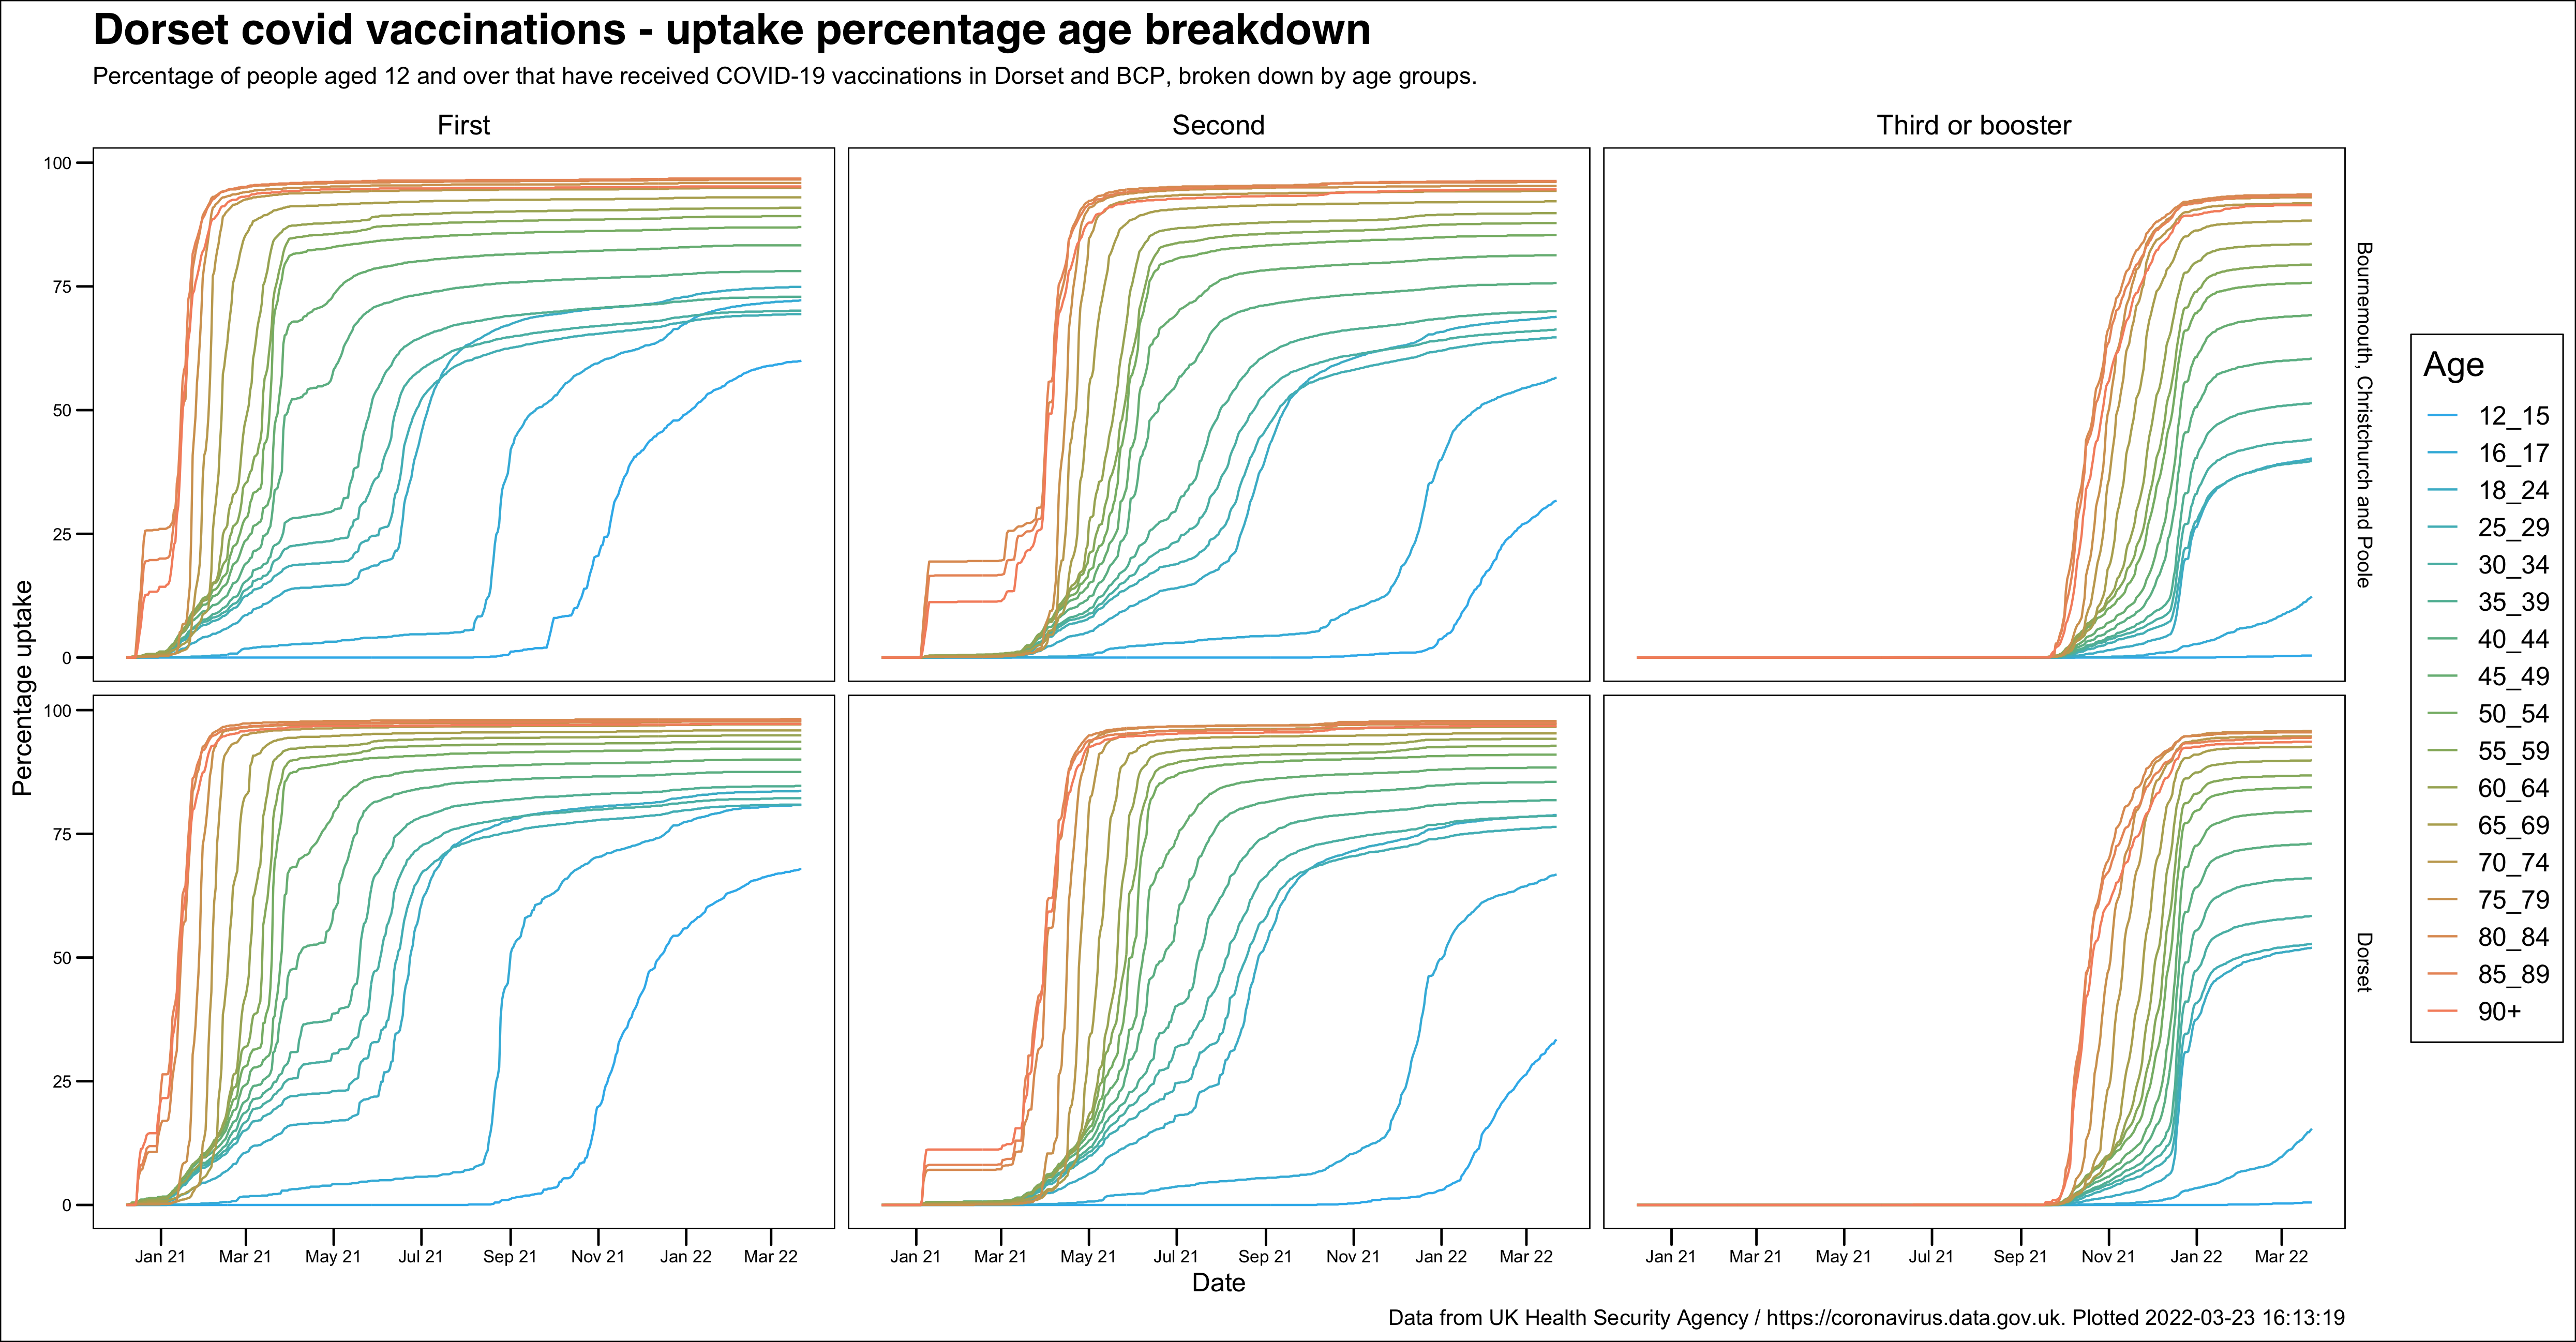 Dorset covid vaccinations - uptake percentage age breakdown
Percentage of people aged 12 and over that have received COVID-19 vaccinations in Dorset and BCP, broken down by age groups.
First
Second
Third or booster
Percentage uptake
100
75
50
25
0
Bournemouth, Christchurch and Poole
100
75
50
25
0
Dorset
Jan 21
Mar 21
May 21
Jul 21
Sep 21
Nov 21
Jan 22
Mar 22
Jan 21
Mar 21
May 21
Jul 21
Sep 21
Nov 21
Jan 22
Mar 22
Jan 21
Mar 21
May 21
Jul 21
Sep 21
Nov 21
Jan 22
Mar 22
Date
Age
12_15
16_17
18_24
25_29
30_34
35_39
40_44
45_49
50_54
55_59
60_64
65_69
70_74
75_79
80_84
85_89
90+
Data from UK Health Security Agency / https://coronavirus.data.gov.uk. Plotted 2022-03-23 16:13:19